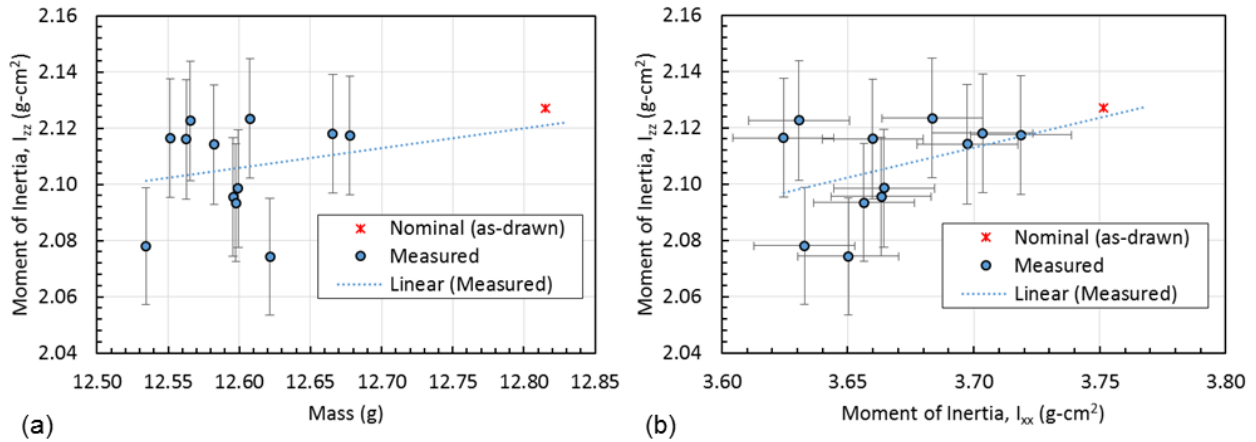 2.16
2.14
2.12
2.10
2.08
2.06
2.04
Moment of Inertia, Izz (g-cm2)
Nominal (as-drawn)
Measured
Linear (Measured)
12.50 12.55 12.60 12.65 12.70 12.75 12.80 12.85
Mass (g)
(a)
2.16
2.14
2.12
2.10
2.08
2.06
2.04
Moment of Inertia, Izz (g-cm2)
Nominal (as-drawn)
Measured
Linear (Measured)
3.60 3.65 3.70 3.75 3.80
Moment of Inertia, Ixx (g-cm2)
(b)